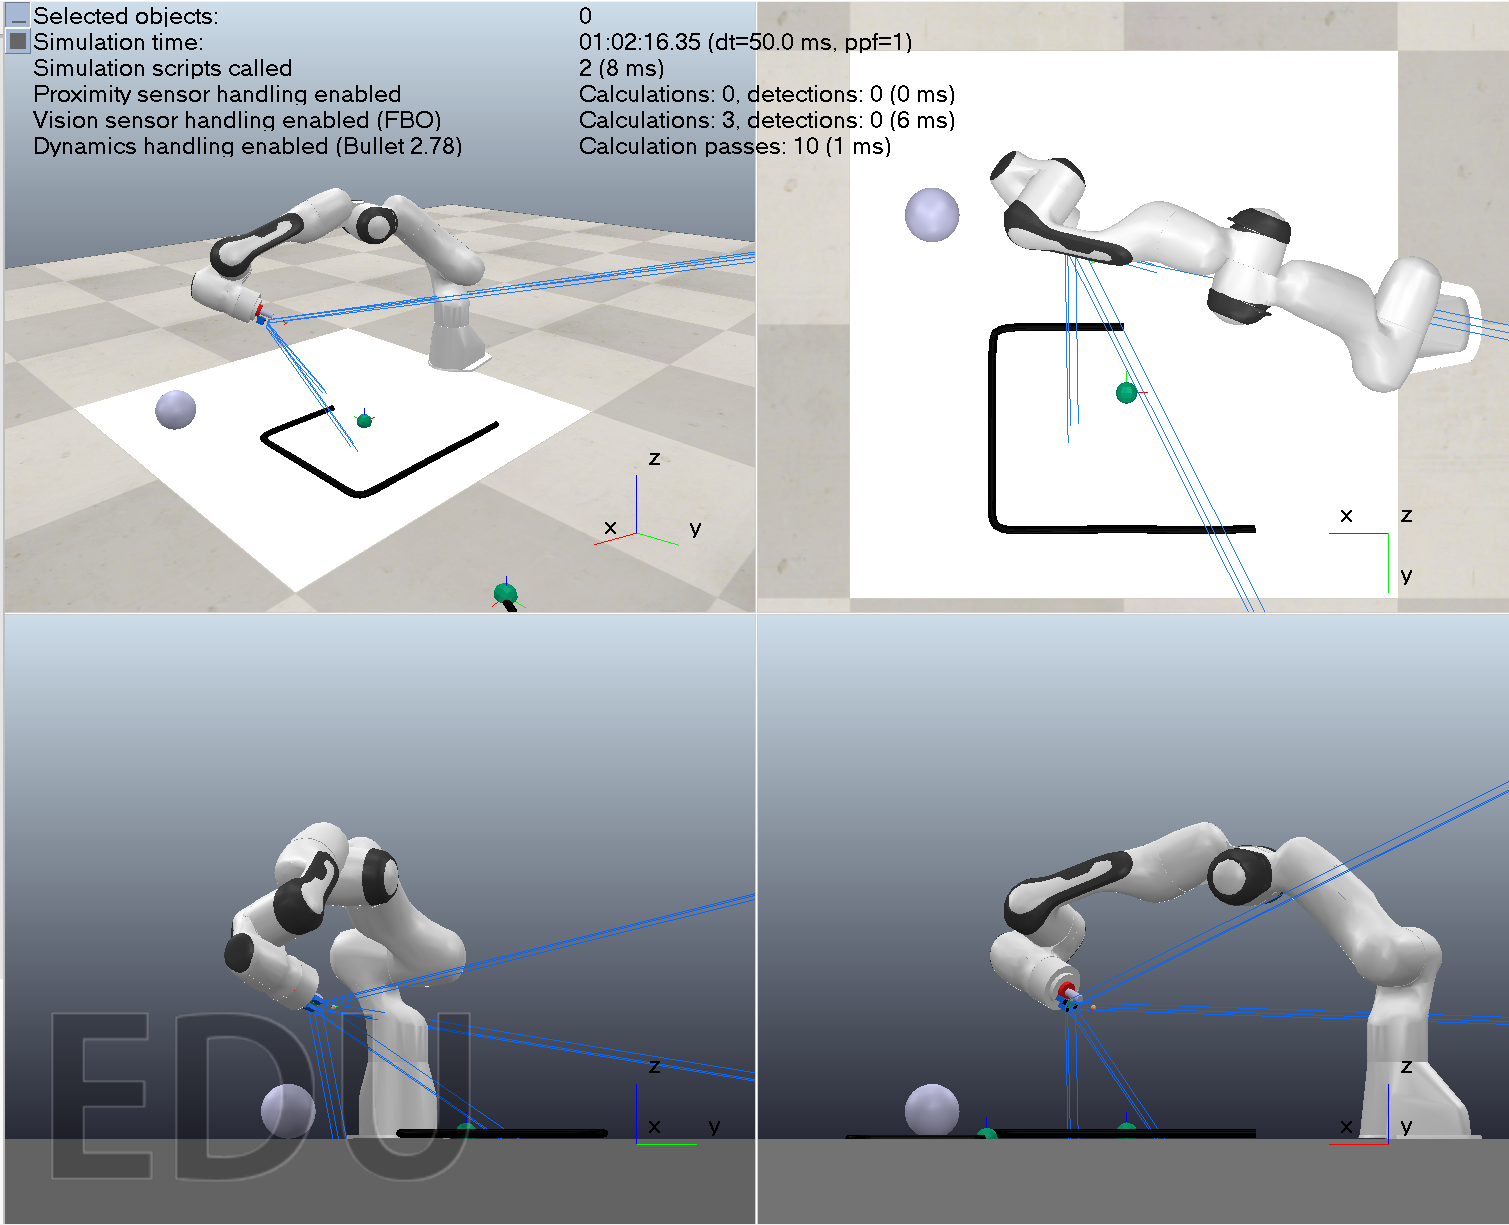 Selected objects: 0
Simulation time: 01:02:16.35 (dt=50.0 ms, ppf=1)
Simulation scripts called 2 (8 ms)
Proximity sensor handling enabled Calculations: 0, detections: 0 (0 ms)
Vision sensor handling enabled (FBO) Calculations: 3, detections: 0 (6 ms)
Dynamics handling enabled (Bullet 2.78) Calculation passes: 10 (1 ms)
z
x y
x z
y
z
x y
z
x y
EDU